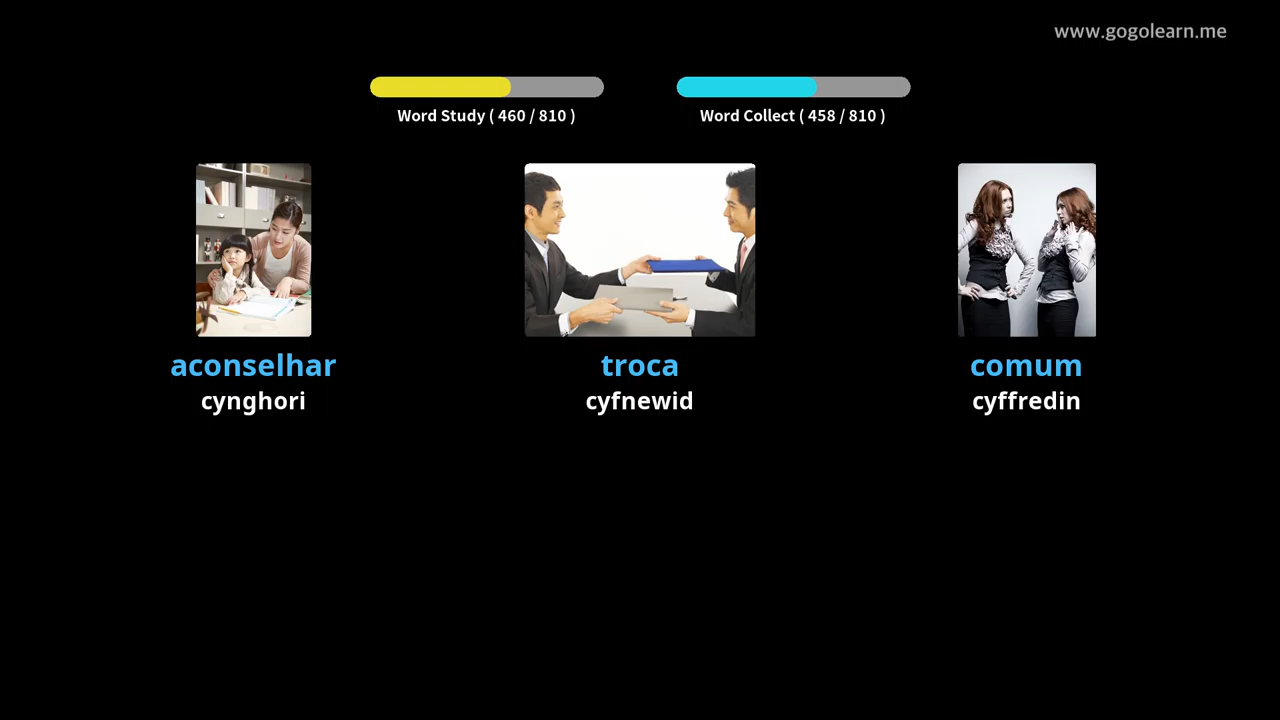 www.gogolearn.me
Word Study ( 460 / 810 )
Word Collect ( 458 / 810 )
aconselhar
cynghori
troca
cyfnewid
comum
cyffredin